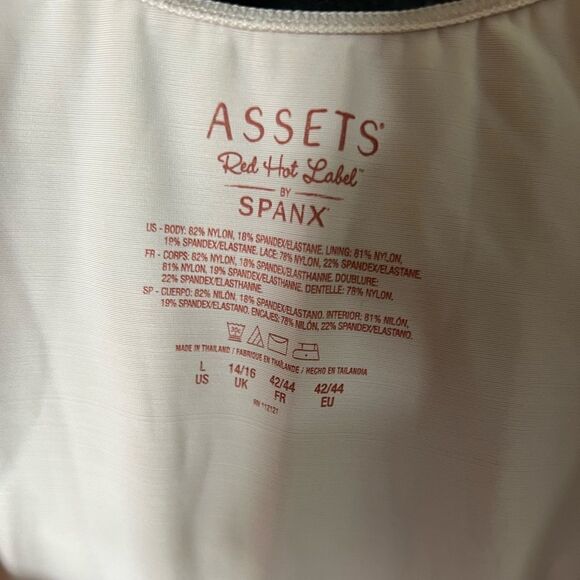 ASSETS®
Red Hot Label™
BY
SPANX®
US - BODY: 82% NYLON, 18% SPANDEX/ELASTANE. LINING: 81% NYLON,
19% SPANDEX/ELASTANE. LACE: 78% NYLON, 22% SPANDEX/ELASTANE.
FR - CORPS: 82% NYLON, 18% SPANDEX/ELASTHANNE. DOUBLURE:
81% NYLON, 19% SPANDEX/ELASTHANNE. DENTELLE: 78% NYLON,
22% SPANDEX/ELASTHANNE.
SP - CUERPO: 82% NILÓN, 18% SPANDEX/ELASTANO. INTERIOR: 81% NILÓN,
19% SPANDEX/ELASTANO. ENCAJES: 78% NILÓN, 22% SPANDEX/ELASTANO.
MADE IN THAILAND / FABRIQUE EN THAÏLANDE / HECHO EN TAILANDIA
L 14/16 42/44 42/44
US UK FR EU
RN 112121